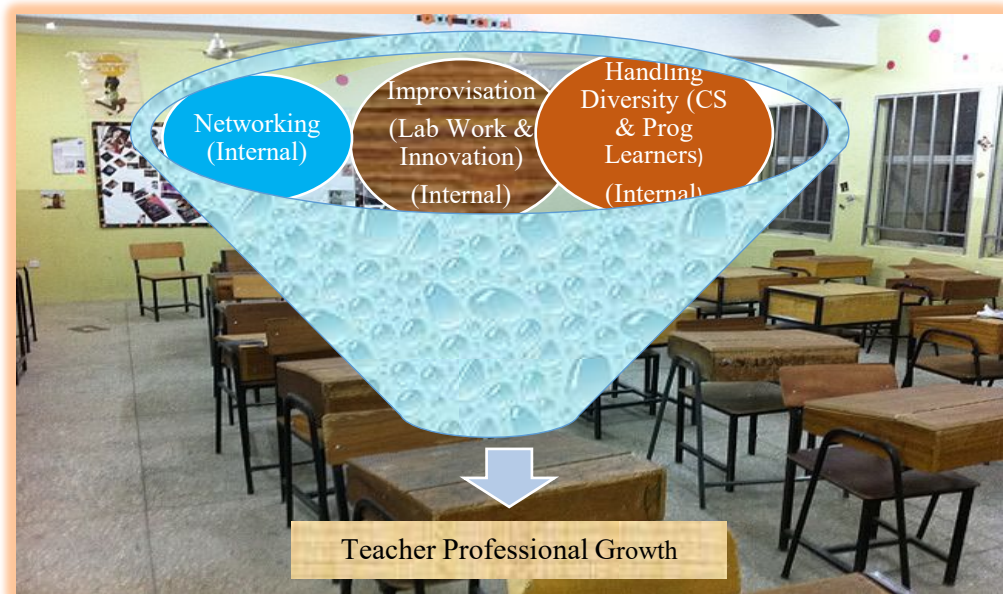 Networking
(Internal)
Improvisation
(Lab Work &
Innovation)
(Internal)
Handling
Diversity (CS
& Prog
Learners)
(Internal)
Teacher Professional Growth